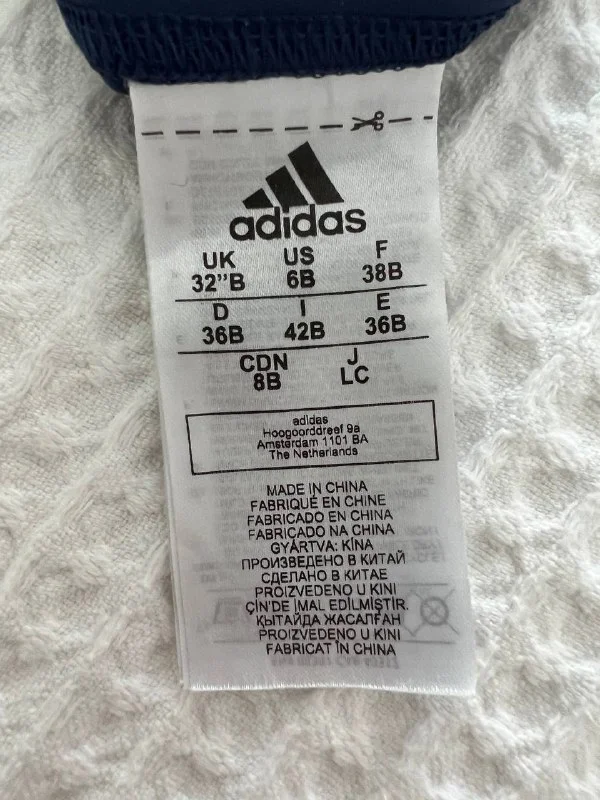 adidas
UK US F
32"B 6B 38B
D I E
36B 42B 36B
CDN J
8B LC
adidas
Hoogoorddreef 9a
Amsterdam 1101 BA
The Netherlands
MADE IN CHINA
FABRIQUÉ EN CHINE
FABRICADO EN CHINA
FABRICADO NA CHINA
GYÁRTVA: KÍNA
ПРОИЗВЕДЕНО В КИТАЙ
СДЕЛАНО В КИТАЕ
PROIZVEDENO U KINI
ÇİN'DE İMAL EDİLMİŞTİR.
ҚЫТАЙДА ЖАСАЛҒАН
PROIZVEDENO U KINI
FABRICAT ÎN CHINA